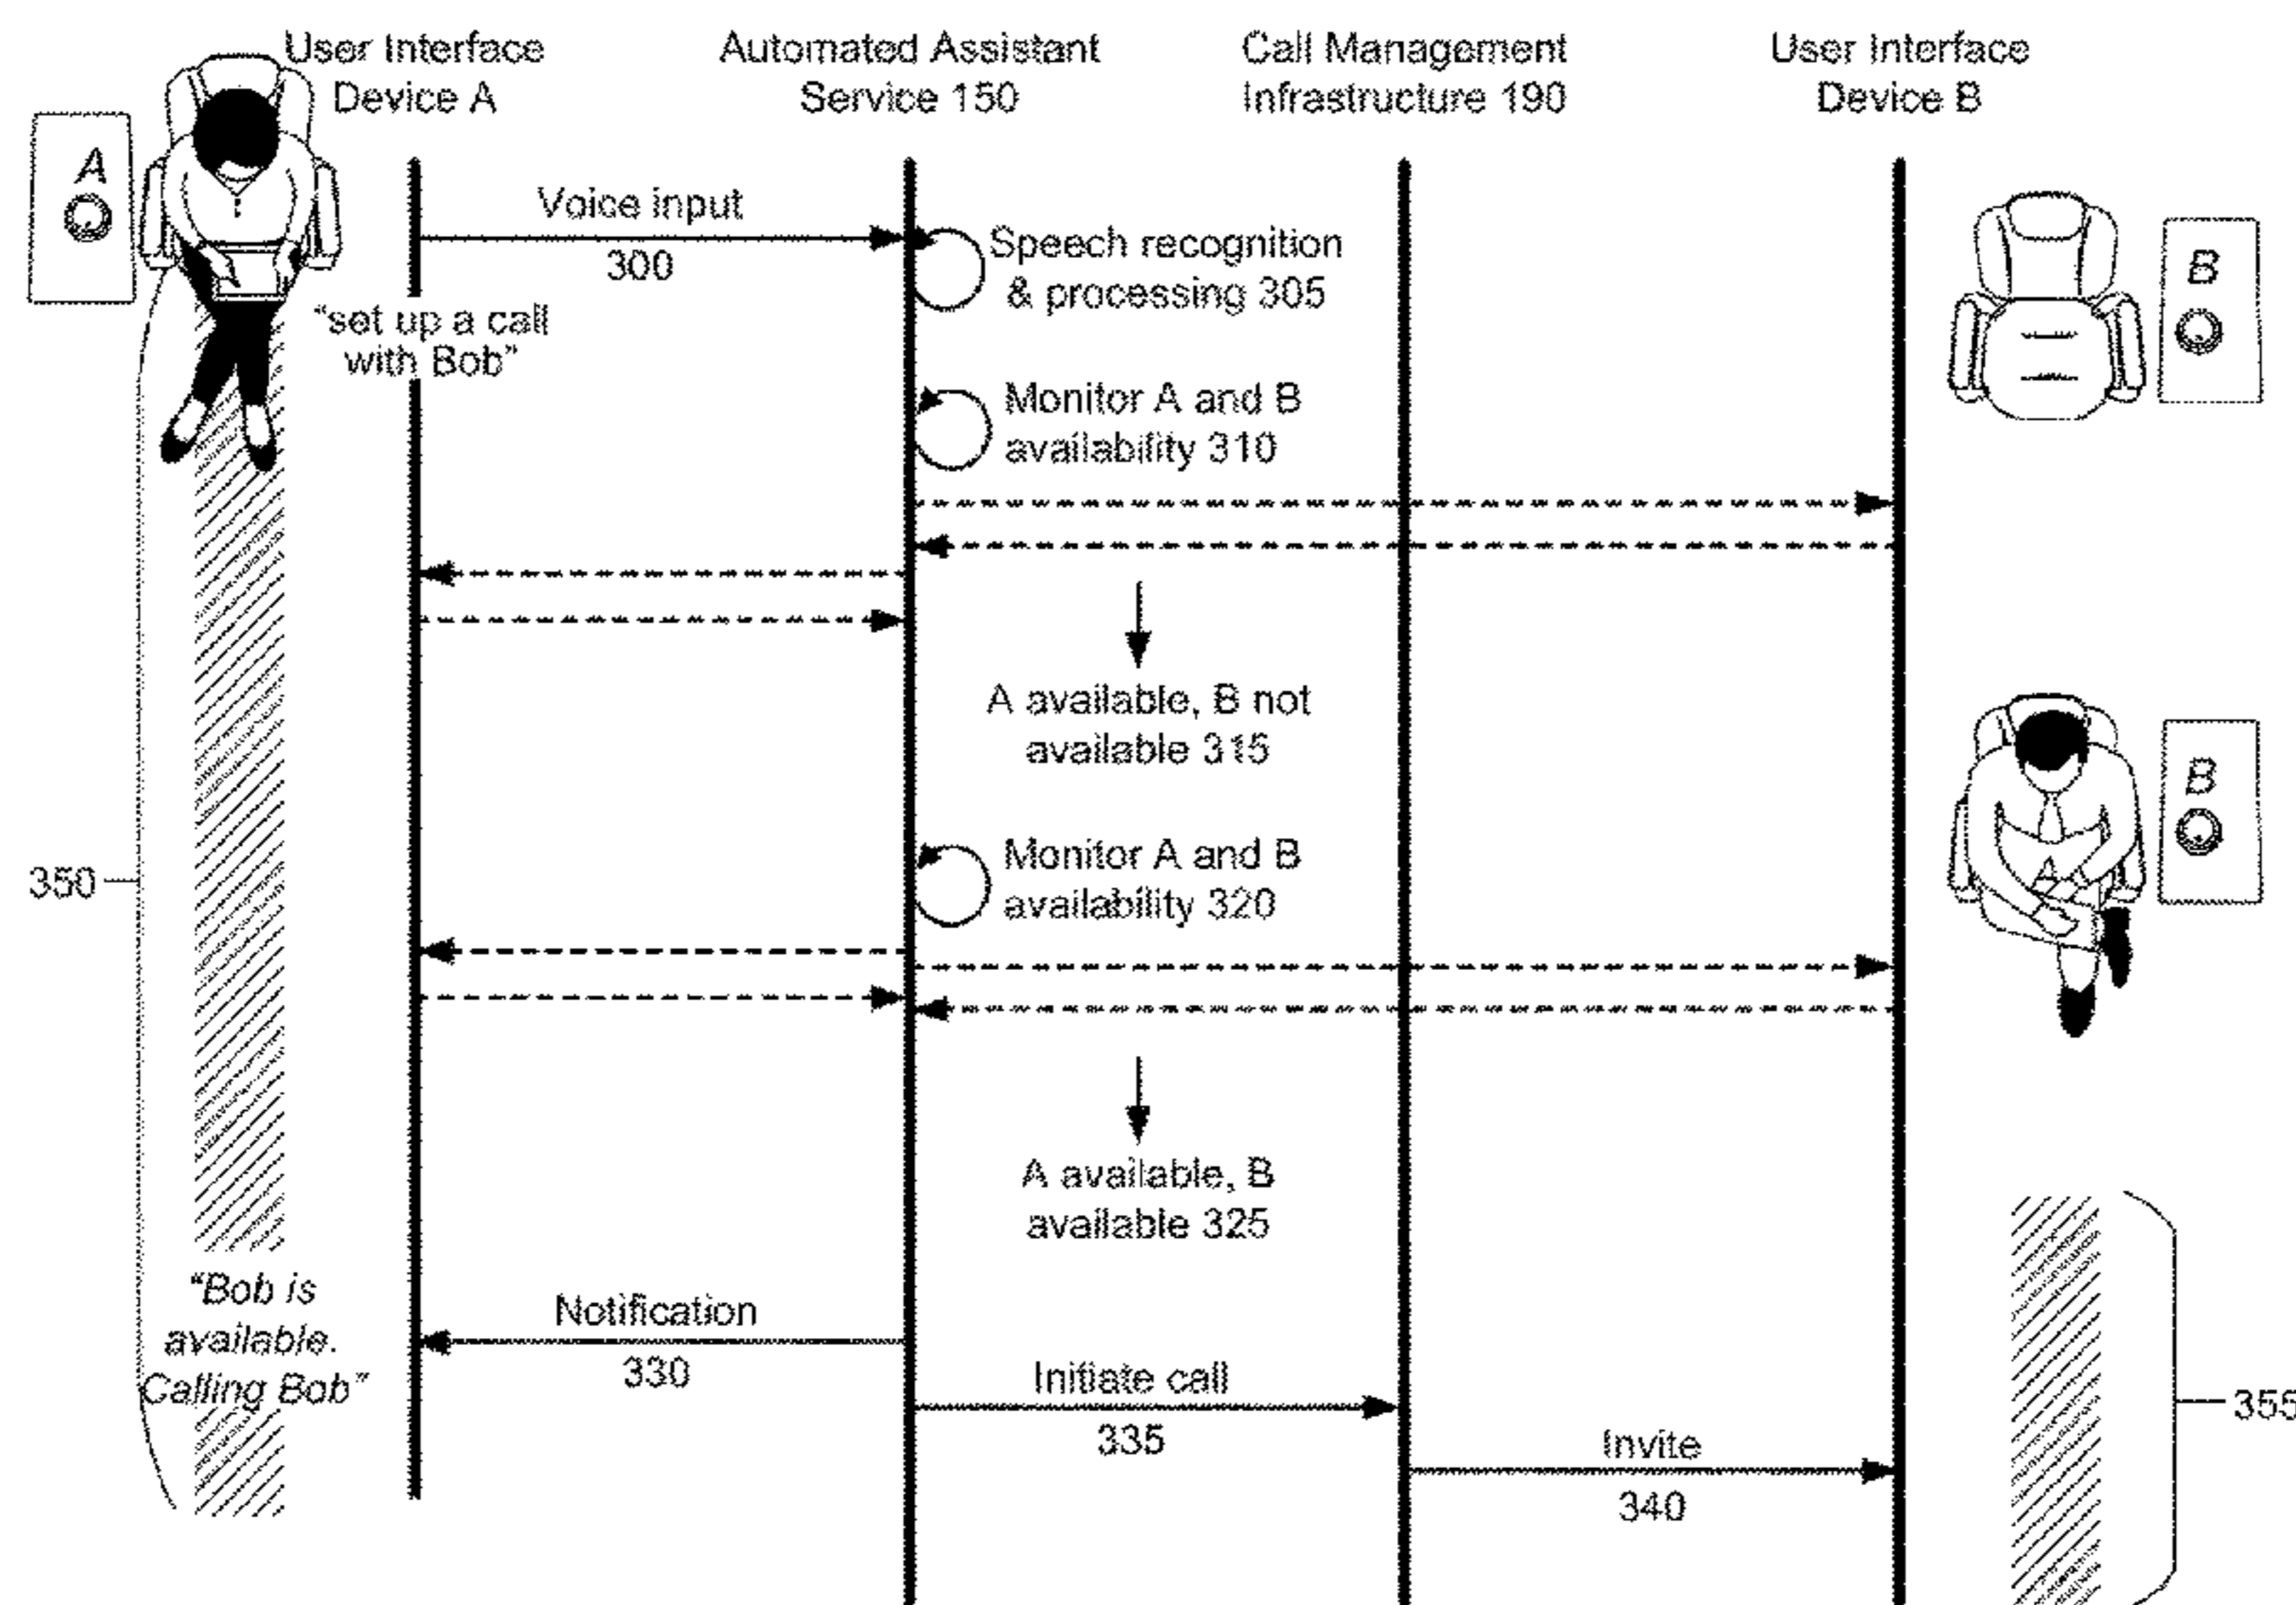 User Interface
Device A
Automated Assistant
Service 150
Call Management
Infrastructure 190
User Interface
Device B
A
Voice input
300
"set up a call
with Bob"
Speech recognition
& processing 305
B
Monitor A and B
availability 310
A available, B not
available 315
B
Monitor A and B
availability 320
350
A available, B
available 325
"Bob is
available.
Calling Bob"
Notification
330
Initiate call
335
Invite
340
355